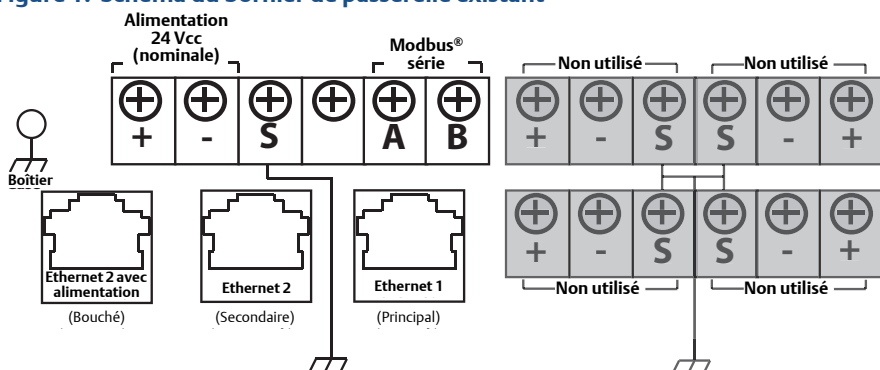 Figure 1. Schéma du bornier de passerelle existant
Alimentation
24 Vcc
(nominale)
Modbus®
série
Non utilisé
Non utilisé
+ - S A B
+ - S S - +
Boîtier
+ - S S - +
Ethernet 2 avec
alimentation
Ethernet 2
Ethernet 1
Non utilisé
Non utilisé
(Bouché)
(Secondaire)
(Principal)